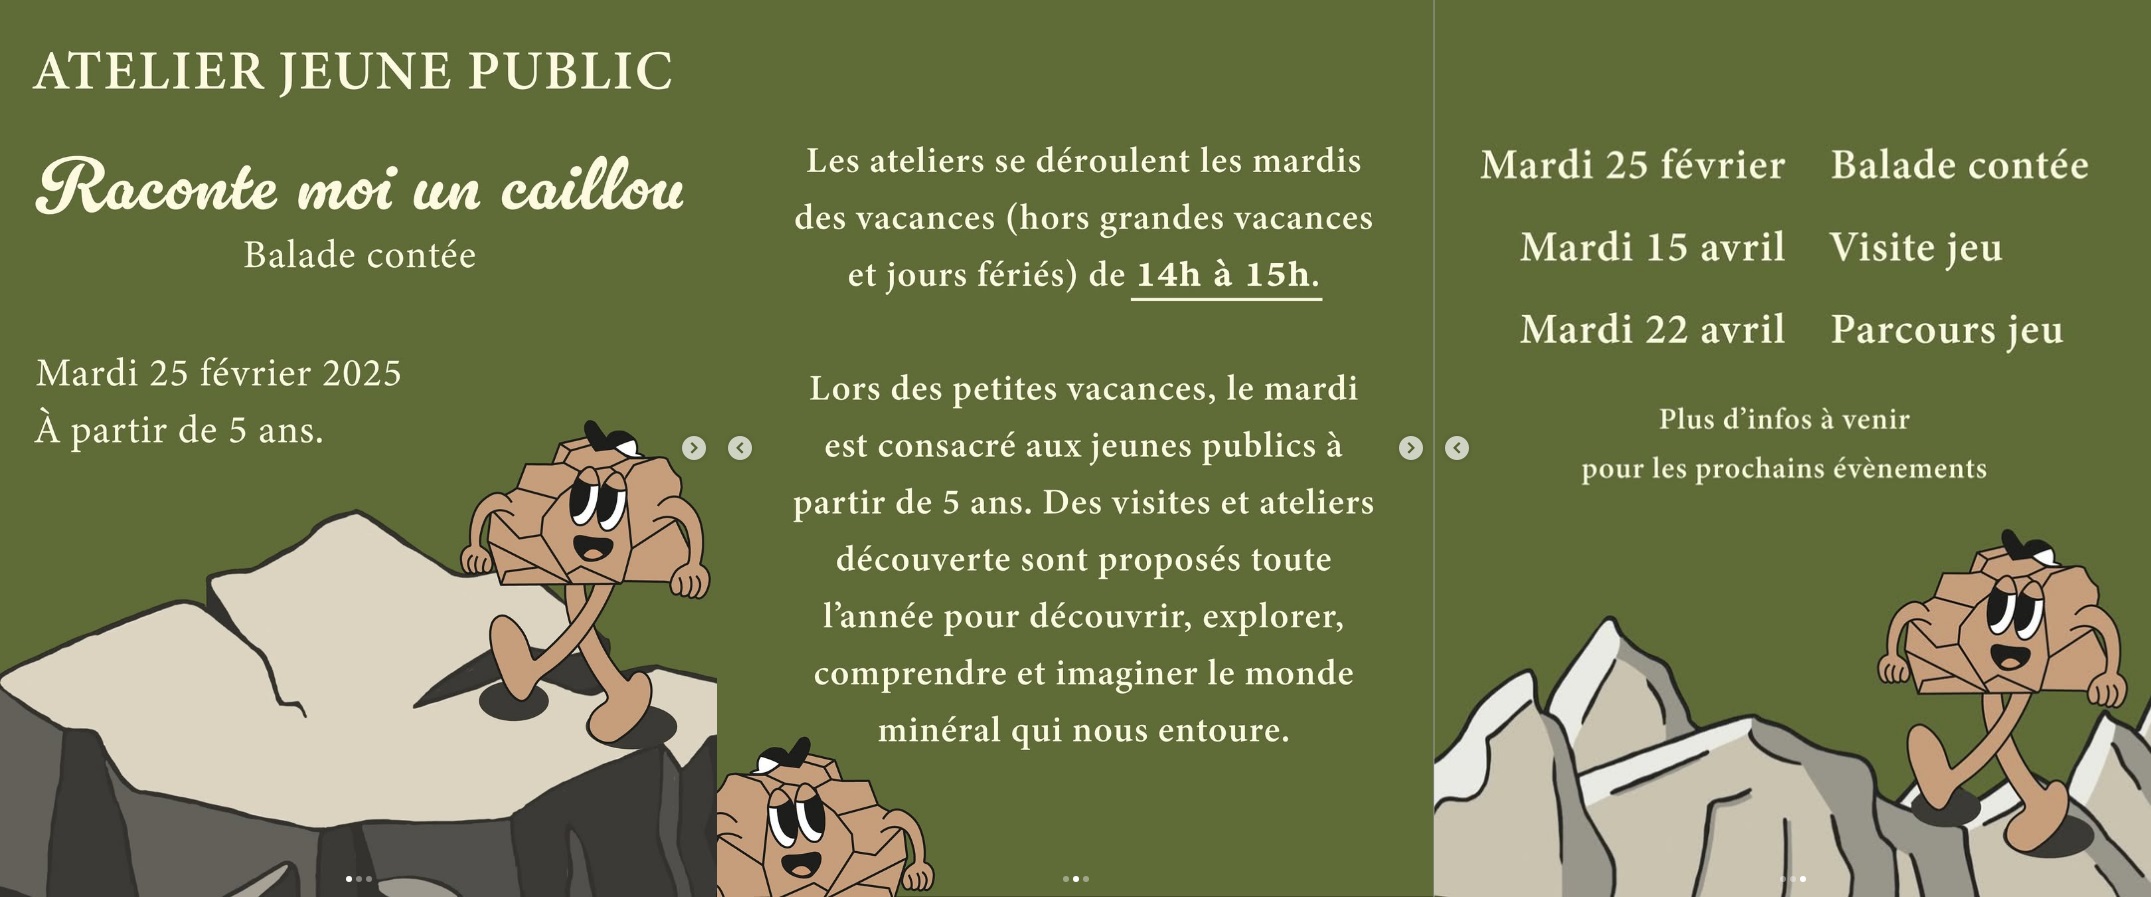 ATELIER JEUNE PUBLIC
Raconte moi un caillou
Balade contée
Mardi 25 février 2025
À partir de 5 ans.
Les ateliers se déroulent les mardis
des vacances (hors grandes vacances
et jours fériés) de 14h à 15h.
Lors des petites vacances, le mardi
est consacré aux jeunes publics à
partir de 5 ans. Des visites et ateliers
découverte sont proposés toute
l’année pour découvrir, explorer,
comprendre et imaginer le monde
minéral qui nous entoure.
Mardi 25 février Balade contée
Mardi 15 avril Visite jeu
Mardi 22 avril Parcours jeu
Plus d’infos à venir
pour les prochains évènements